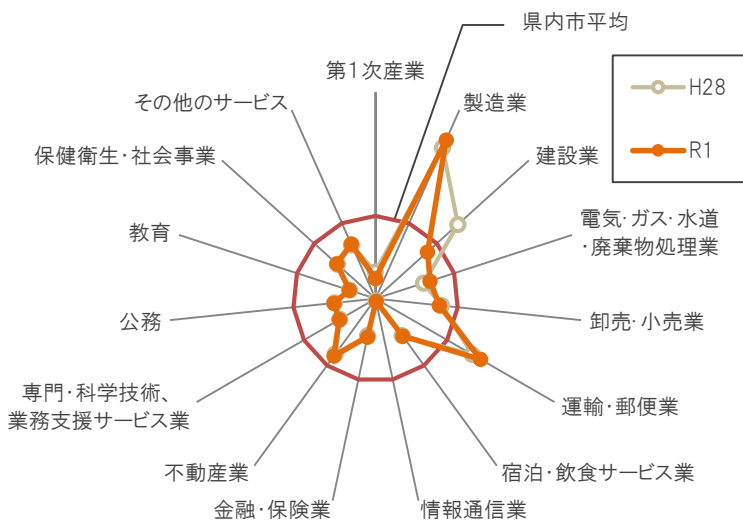 県内市平均
H28
R1
第1次産業
製造業
建設業
電気・ガス・水道
・廃棄物処理業
卸売・小売業
運輸・郵便業
宿泊・飲食サービス業
情報通信業
金融・保険業
不動産業
専門・科学技術、
業務支援サービス業
公務
教育
保健衛生・社会事業
その他のサービス